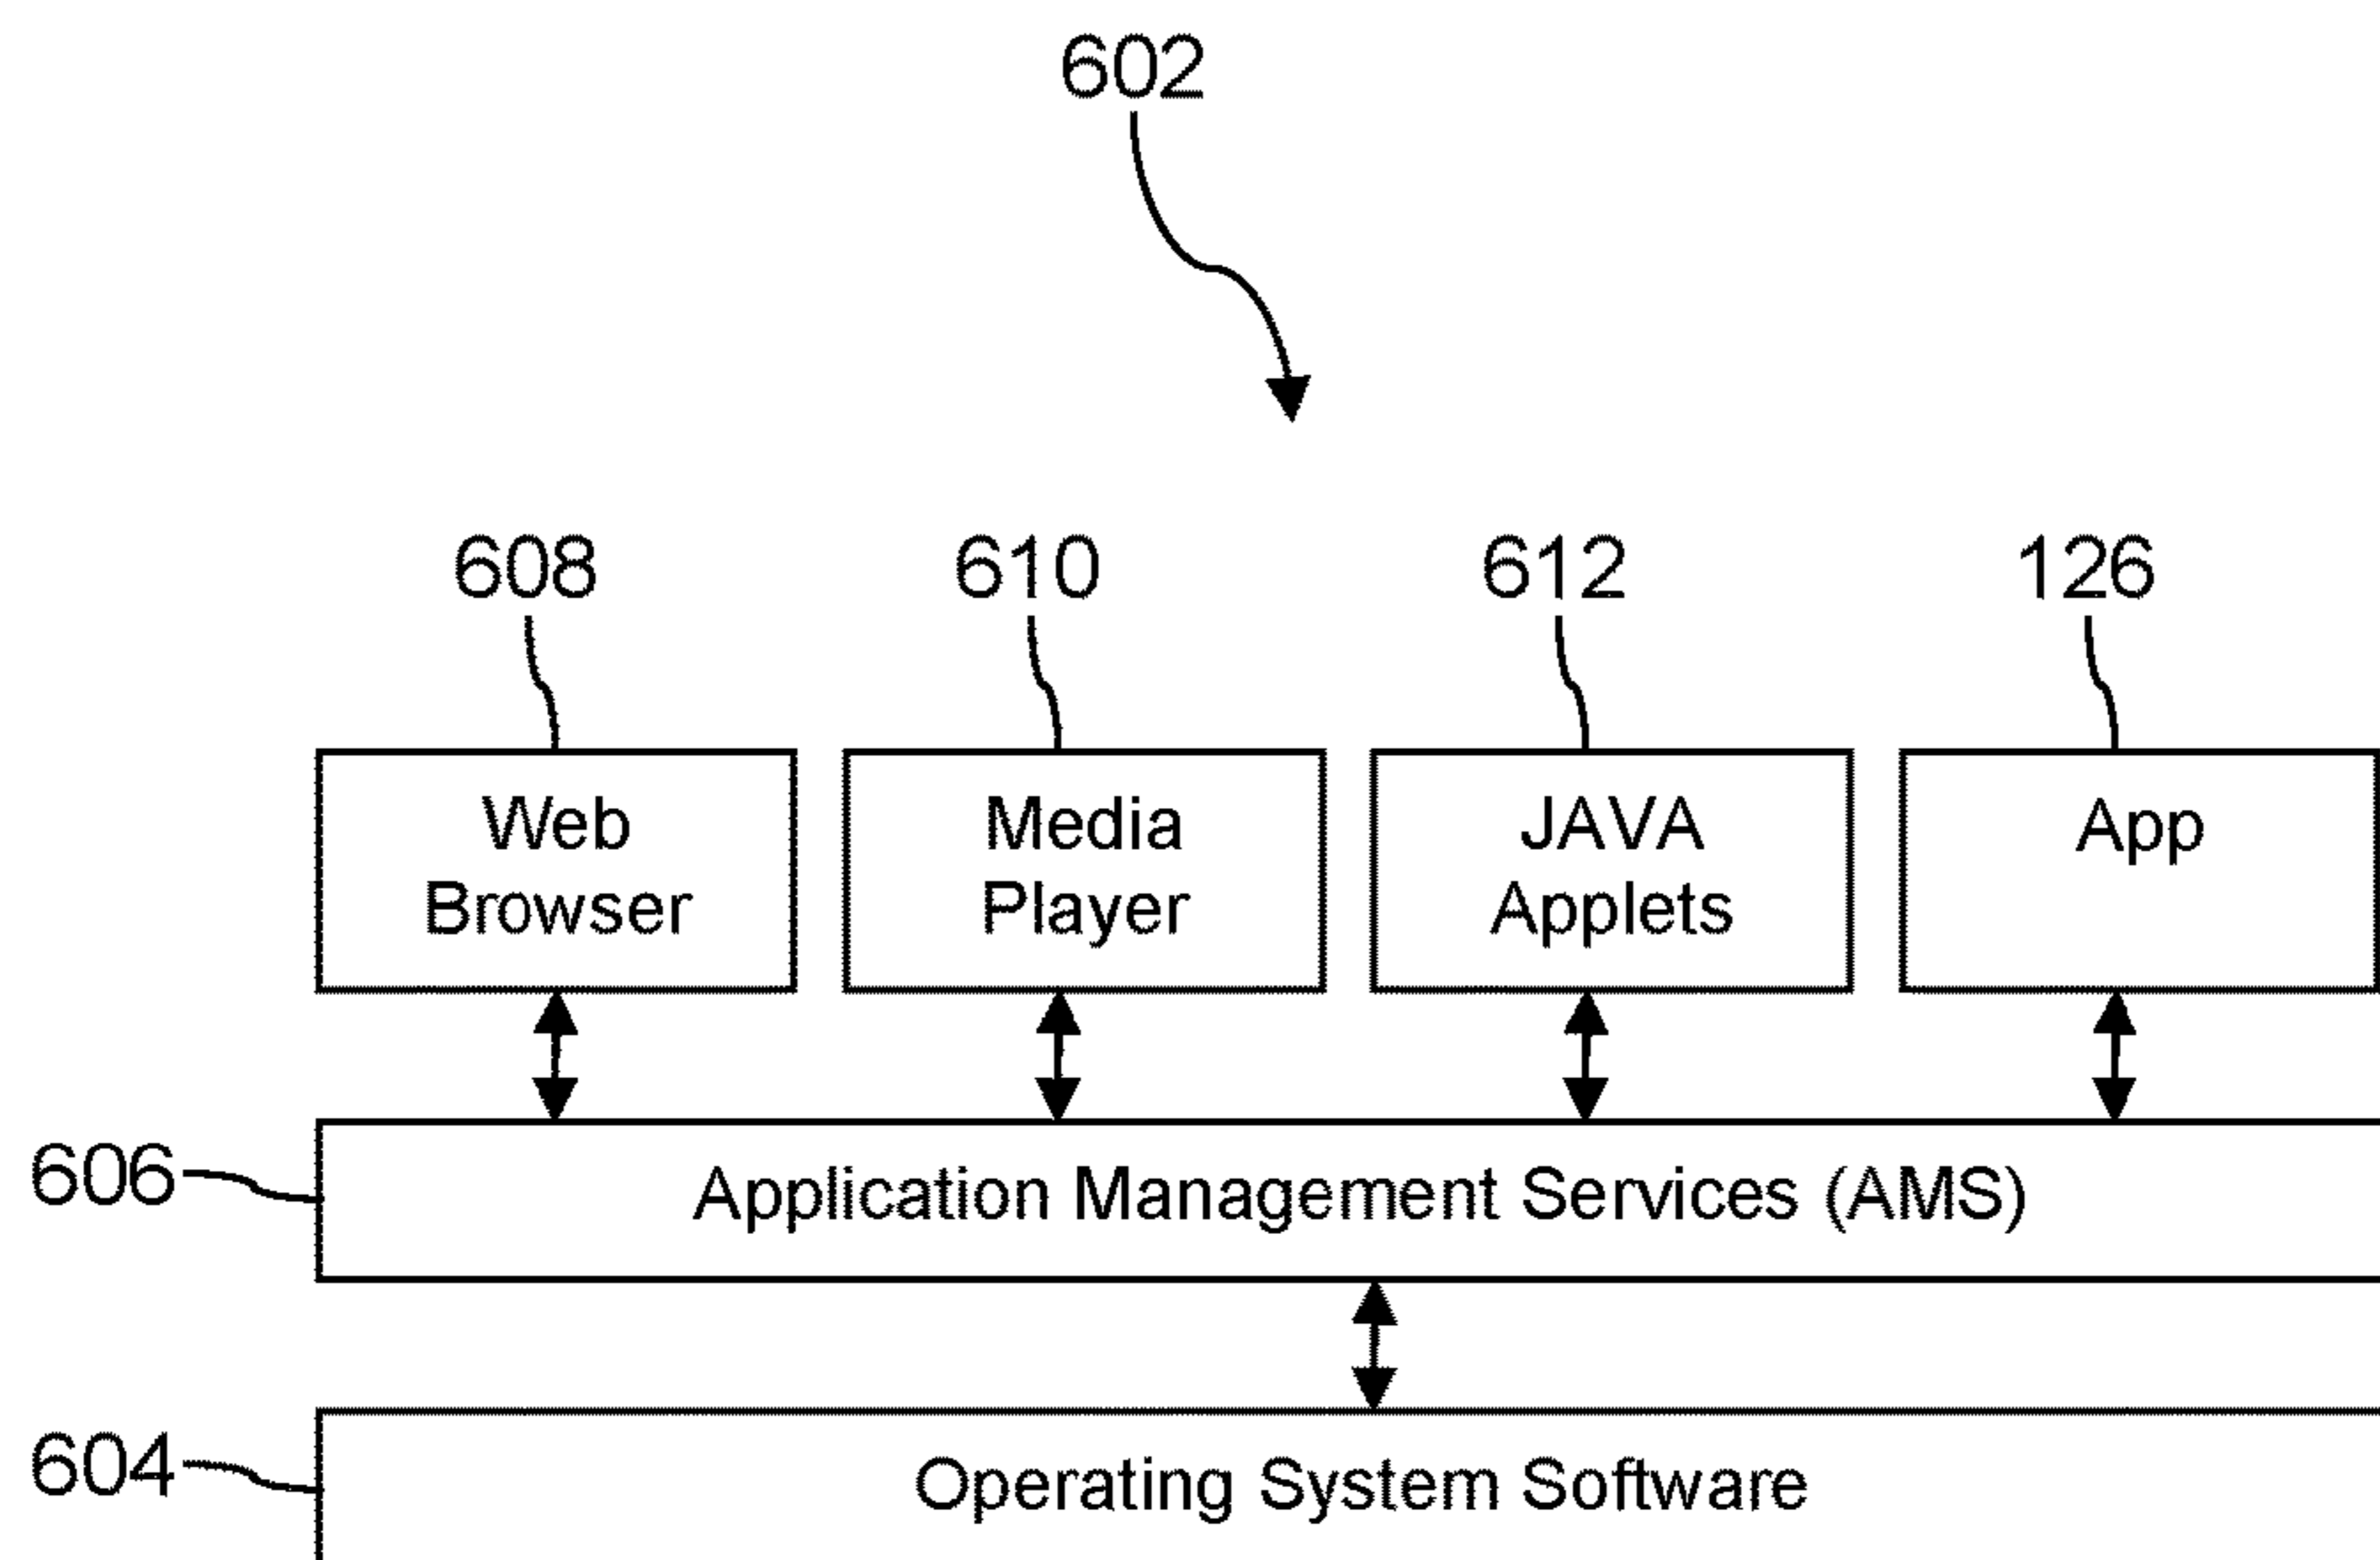 602
608
610
612
126
Web
Browser
Media
Player
JAVA
Applets
App
606
Application Management Services (AMS)
604
Operating System Software